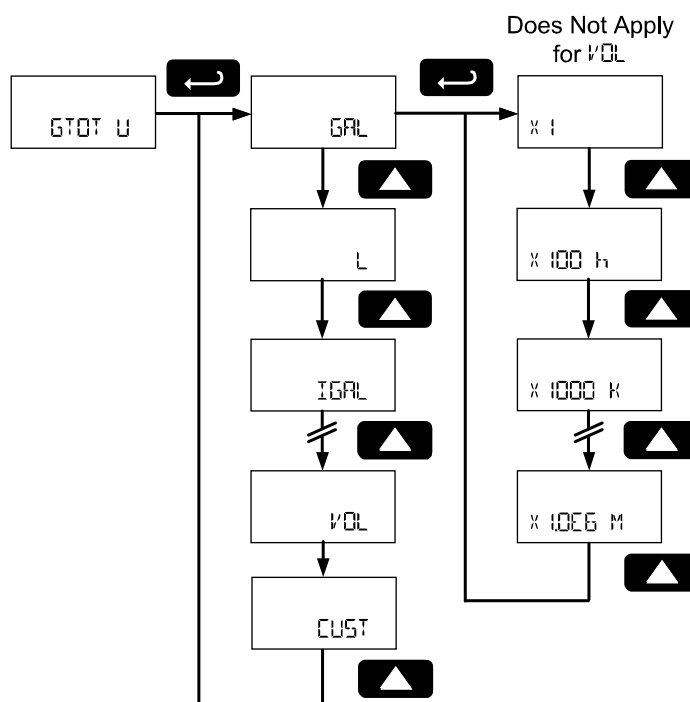 Does Not Apply
for VOL
GTOT U
GAL
X 1
L
X 100 h
IGAL
X 1000 K
VOL
X 1.0E6 M
CUST